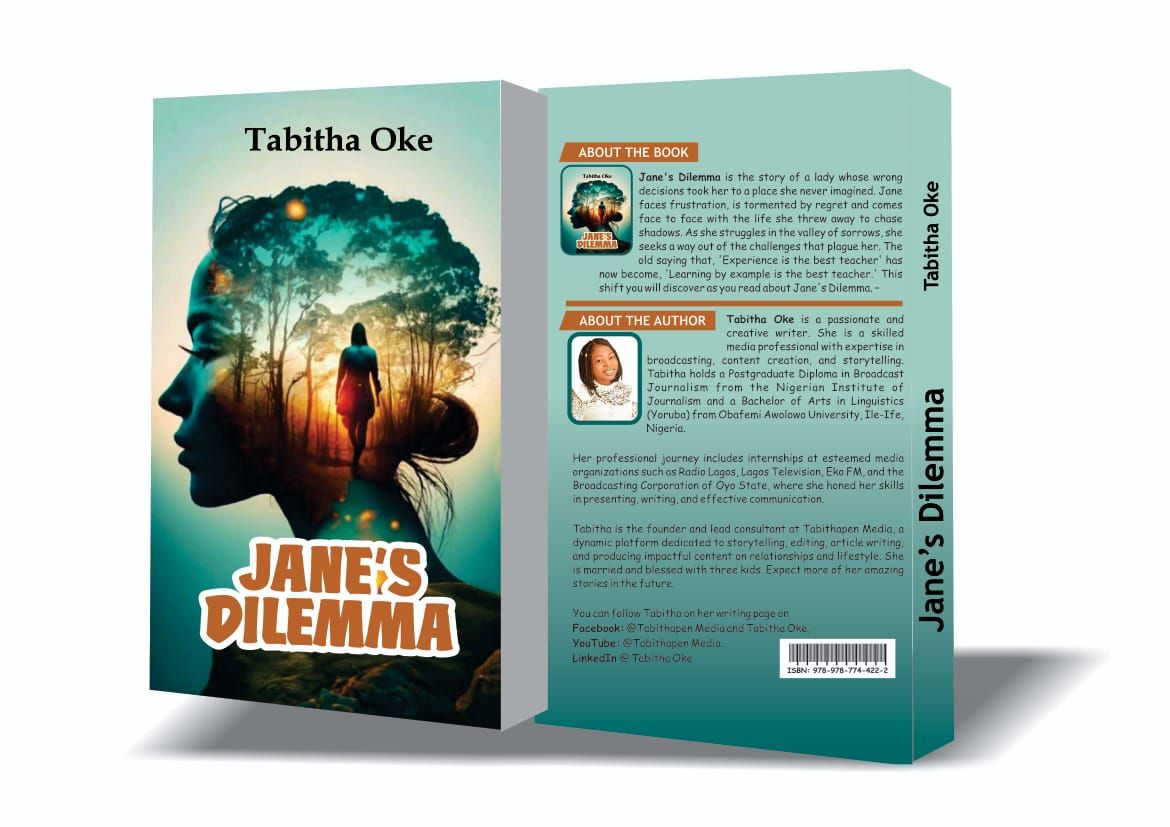 Tabitha Oke
JANE'S
DILEMMA
ABOUT THE BOOK
Tabitha Oke
JANE'S
DILEMMA
Jane's Dilemma is the story of a lady whose wrong
decisions took her to a place she never imagined. Jane
faces frustration, is tormented by regret and comes
face to face with the life she threw away to chase
shadows. As she struggles in the valley of sorrows, she
seeks a way out of the challenges that plague her. The
old saying that, 'Experience is the best teacher' has
now become, 'Learning by example is the best teacher.' This
shift you will discover as you read about Jane's Dilemma. –
ABOUT THE AUTHOR
Tabitha Oke is a passionate and
creative writer. She is a skilled
media professional with expertise in
broadcasting, content creation, and storytelling.
Tabitha holds a Postgraduate Diploma in Broadcast
Journalism from the Nigerian Institute of
Journalism and a Bachelor of Arts in Linguistics
(Yoruba) from Obafemi Awolowo University, Ile-Ife,
Nigeria.
Her professional journey includes internships at esteemed media
organizations such as Radio Lagos, Lagos Television, Eko FM, and the
Broadcasting Corporation of Oyo State, where she honed her skills
in presenting, writing, and effective communication.
Tabitha is the founder and lead consultant at Tabithapen Media, a
dynamic platform dedicated to storytelling, editing, article writing,
and producing impactful content on relationships and lifestyle. She
is married and blessed with three kids. Expect more of her amazing
stories in the future.
You can follow Tabitha on her writing page on
Facebook: @Tabithapen Media and Tabitha Oke,
YouTube: @Tabithapen Media.
LinkedIn @ Tabitha Oke
ISBN: 978-978-774-422-2
Tabitha Oke
Jane's Dilemma